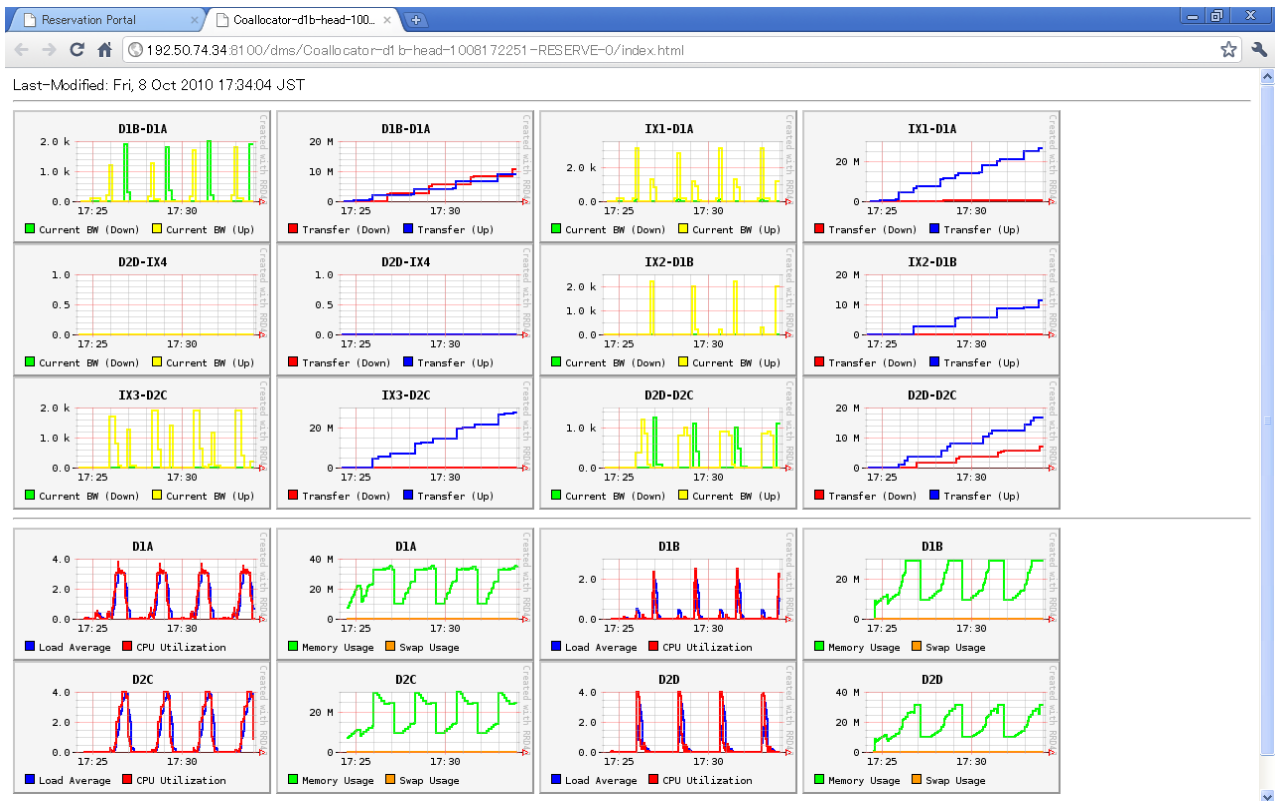 Reservation Portal
Coallocator-d1b-head-100...
192.50.74.34:8100/dms/Coallocator-d1b-head-1008172251-RESERVE-0/index.html
Last-Modified: Fri, 8 Oct 2010 17:34:04 JST
D1B-D1A
2.0 k
1.0 k
0.0
17:25 17:30
Current BW (Down) Current BW (Up)
D1B-D1A
20 M
10 M
0
17:25 17:30
Transfer (Down) Transfer (Up)
IX1-D1A
2.0 k
0.0
17:25 17:30
Current BW (Down) Current BW (Up)
IX1-D1A
20 M
0
17:25 17:30
Transfer (Down) Transfer (Up)
D2D-IX4
1.0
0.5
0.0
17:25 17:30
Current BW (Down) Current BW (Up)
D2D-IX4
1.0
0.5
0.0
17:25 17:30
Transfer (Down) Transfer (Up)
IX2-D1B
2.0 k
1.0 k
0.0
17:25 17:30
Current BW (Down) Current BW (Up)
IX2-D1B
20 M
10 M
0
17:25 17:30
Transfer (Down) Transfer (Up)
IX3-D2C
2.0 k
1.0 k
0.0
17:25 17:30
Current BW (Down) Current BW (Up)
IX3-D2C
20 M
0
17:25 17:30
Transfer (Down) Transfer (Up)
D2D-D2C
1.0 k
0.0
17:25 17:30
Current BW (Down) Current BW (Up)
D2D-D2C
20 M
10 M
0
17:25 17:30
Transfer (Down) Transfer (Up)
D1A
4.0
2.0
0.0
17:25 17:30
Load Average CPU Utilization
D1A
40 M
20 M
0
17:25 17:30
Memory Usage Swap Usage
D1B
2.0
0.0
17:25 17:30
Load Average CPU Utilization
D1B
20 M
0
17:25 17:30
Memory Usage Swap Usage
D2C
4.0
2.0
0.0
17:25 17:30
Load Average CPU Utilization
D2C
20 M
0
17:25 17:30
Memory Usage Swap Usage
D2D
4.0
2.0
0.0
17:25 17:30
Load Average CPU Utilization
D2D
40 M
20 M
0
17:25 17:30
Memory Usage Swap Usage